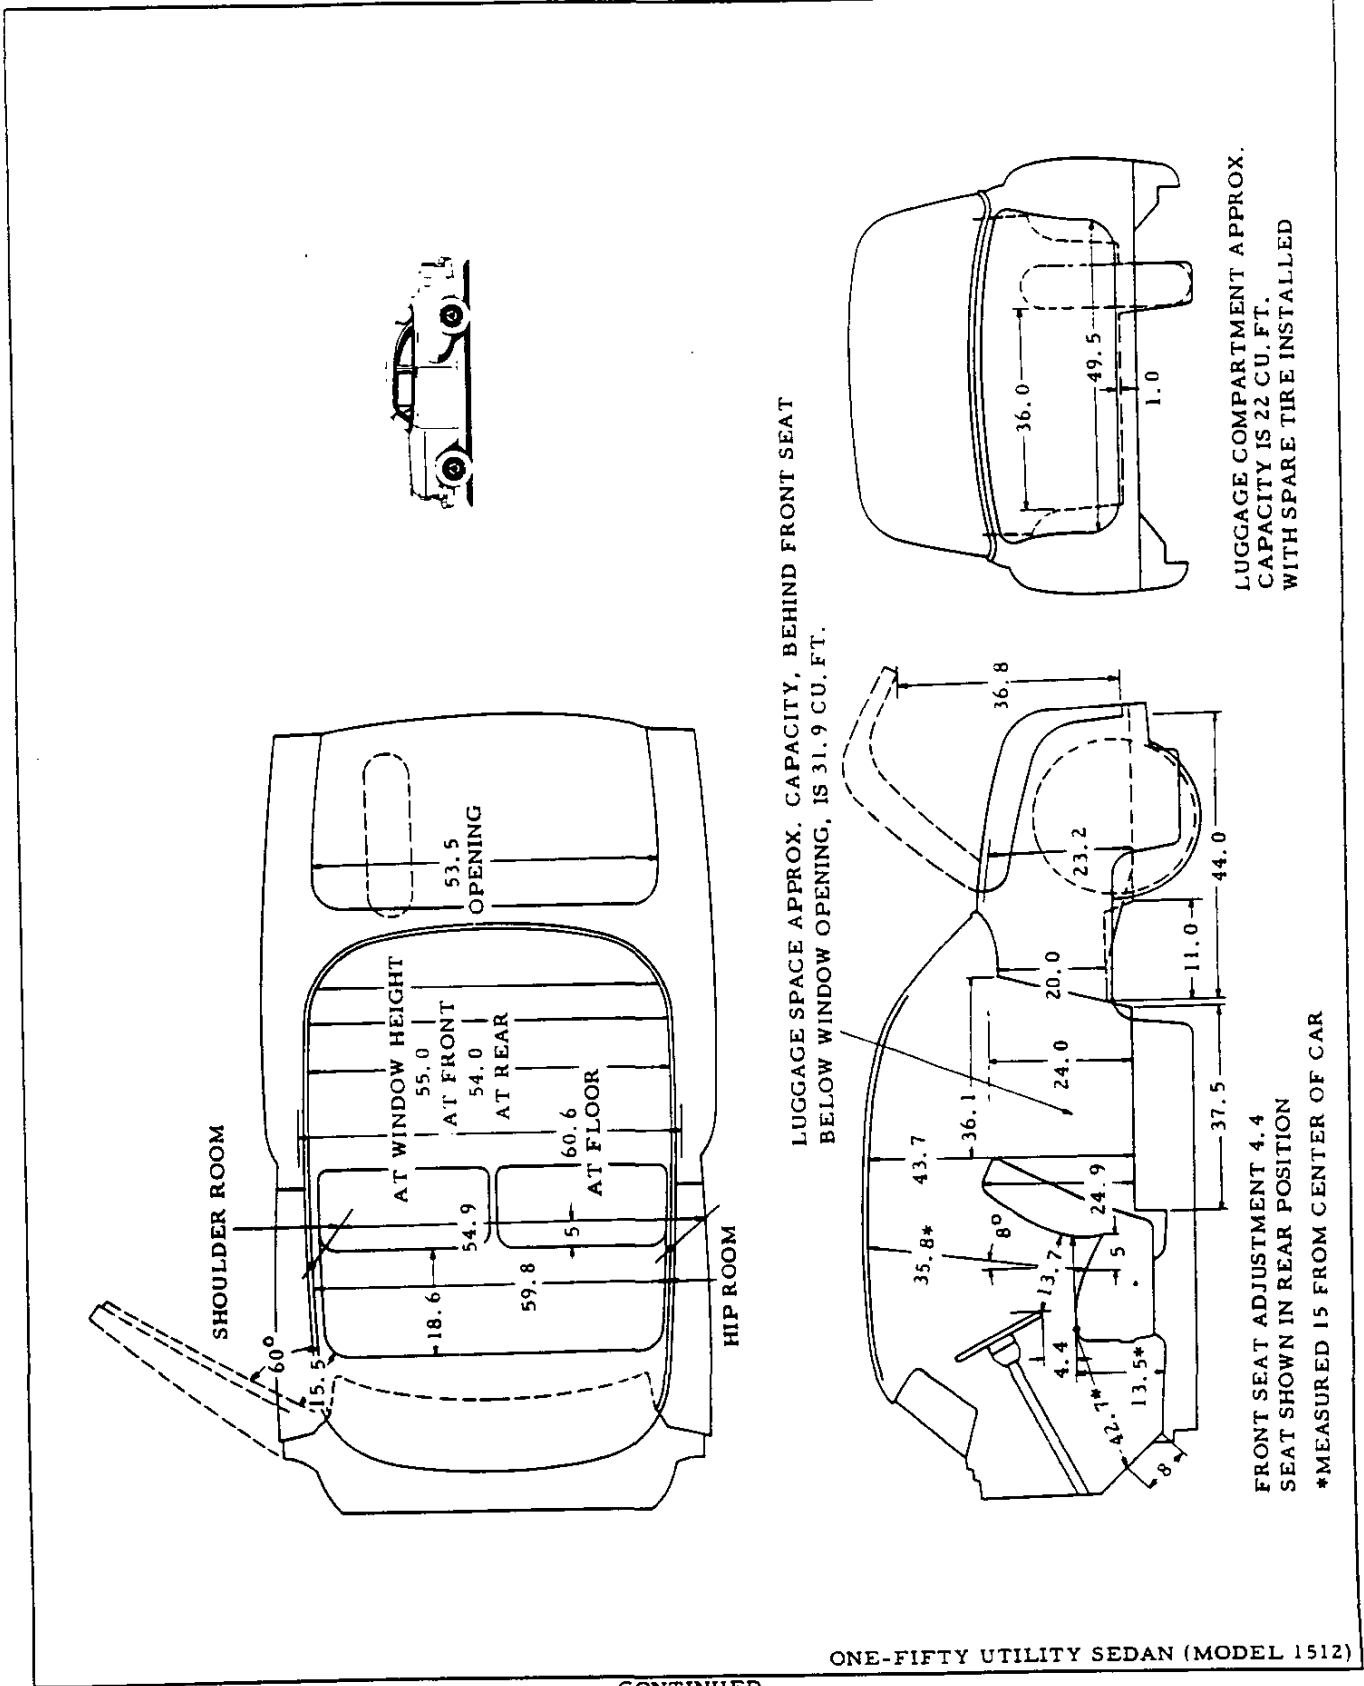 SHOULDER ROOM
60°
15.5
18.6
54.9
59.8
HIP ROOM
AT WINDOW HEIGHT
55.0
AT FRONT
54.0
AT REAR
60.6
AT FLOOR
5
53.5
OPENING
LUGGAGE SPACE APPROX. CAPACITY, BEHIND FRONT SEAT
BELOW WINDOW OPENING, IS 31.9 CU. FT.
35.8*
43.7
36.1
8°
13.7
24.9
24.0
20.0
23.2
36.8
5
4.4
13.5*
42.7*
8
11.0
37.5
44.0
FRONT SEAT ADJUSTMENT 4.4
SEAT SHOWN IN REAR POSITION
*MEASURED 15 FROM CENTER OF CAR
36.0
49.5
1.0
LUGGAGE COMPARTMENT APPROX.
CAPACITY IS 22 CU. FT.
WITH SPARE TIRE INSTALLED
ONE-FIFTY UTILITY SEDAN (MODEL 1512)
CONTINUED